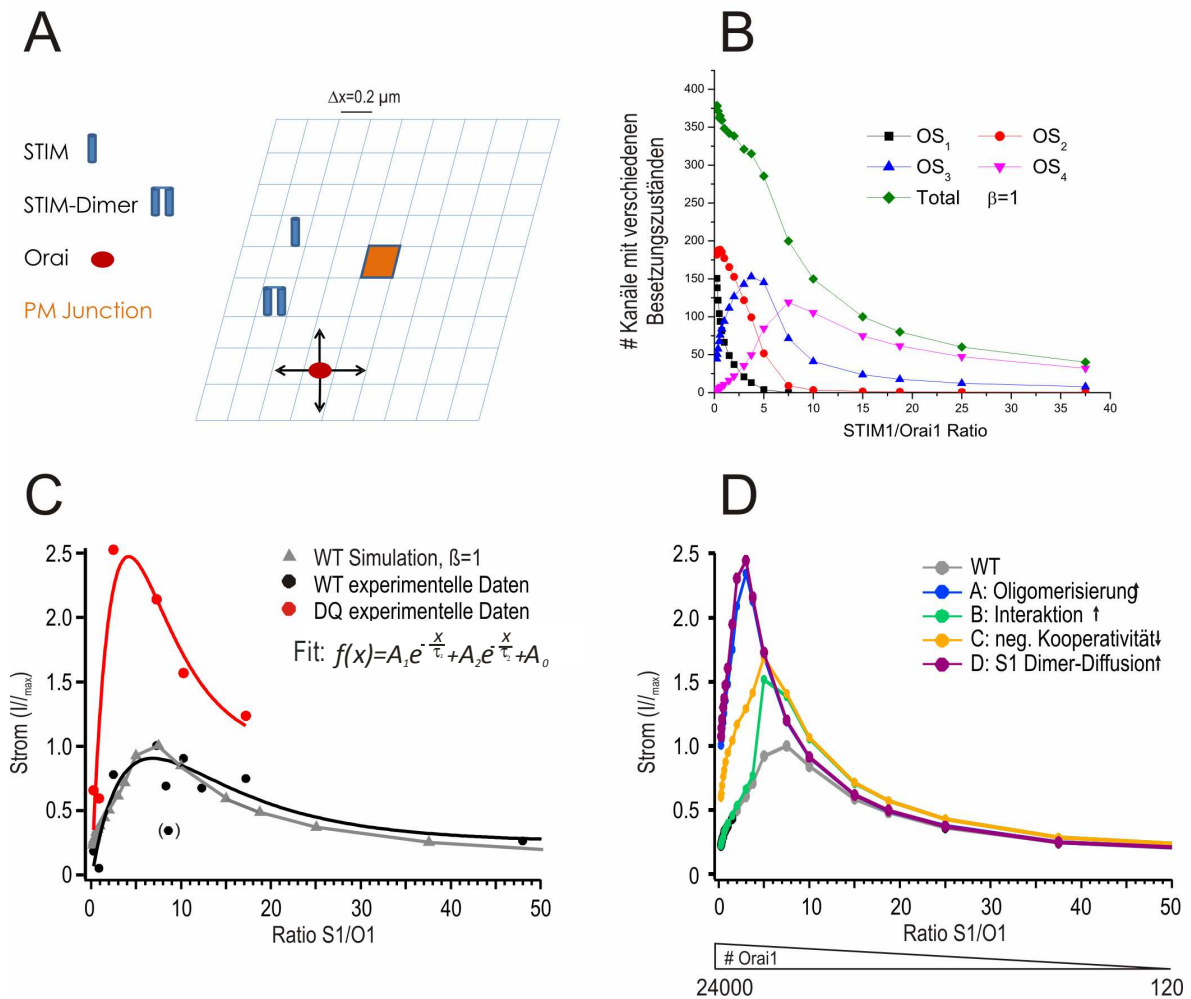 A
Δx=0.2 µm
STIM
STIM-Dimer
Orai
PM Junction
B
# Kanäle mit verschiedenen
Besetzungszuständen
400
350
300
250
200
150
100
50
0
OS1
OS2
OS3
OS4
Total β=1
0 5 10 15 20 25 30 35 40
STIM1/Orai1 Ratio
C
Strom (I/Imax)
2.5
2.0
1.5
1.0
0.5
0
WT Simulation, ß=1
WT experimentelle Daten
DQ experimentelle Daten
Fit: f(x)=A1e-x/τ1+A2e-x/τ2+A0
( )
0 10 20 30 40 50
Ratio S1/O1
D
Strom (I/Imax)
2.5
2.0
1.5
1.0
0.5
0
WT
A: Oligomerisierung↑
B: Interaktion ↑
C: neg. Kooperativität↓
D: S1 Dimer-Diffusion↑
0 10 20 30 40 50
Ratio S1/O1
# Orai1
24000 120